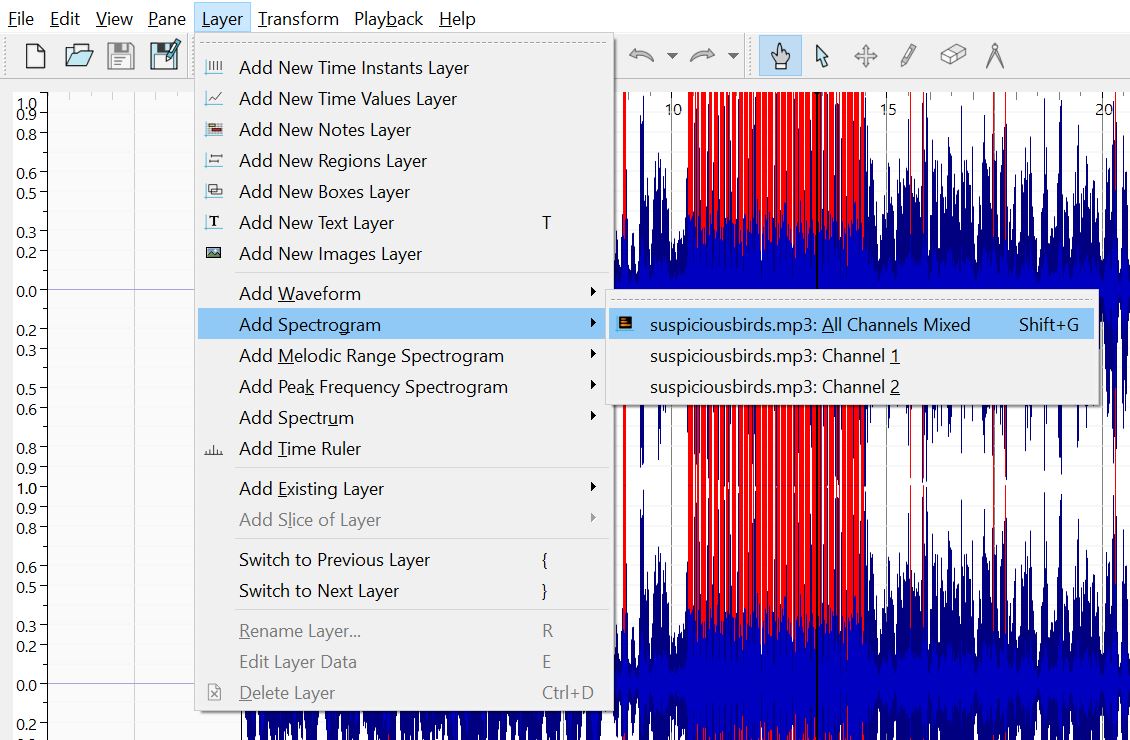 File Edit View Pane Layer Transform Playback Help
Add New Time Instants Layer
Add New Time Values Layer
Add New Notes Layer
Add New Regions Layer
Add New Boxes Layer
Add New Text Layer T
Add New Images Layer
Add Waveform
Add Spectrogram
Add Melodic Range Spectrogram
Add Peak Frequency Spectrogram
Add Spectrum
Add Time Ruler
Add Existing Layer
Add Slice of Layer
Switch to Previous Layer {
Switch to Next Layer }
Rename Layer... R
Edit Layer Data E
Delete Layer Ctrl+D
suspiciousbirds.mp3: All Channels Mixed Shift+G
suspiciousbirds.mp3: Channel 1
suspiciousbirds.mp3: Channel 2
10 15 20
1.0
0.9
0.8
0.6
0.5
0.3
0.2
0.0
0.2
0.3
0.5
0.6
0.8
0.9
1.0
0.9
0.8
0.6
0.5
0.3
0.2
0.0
0.2